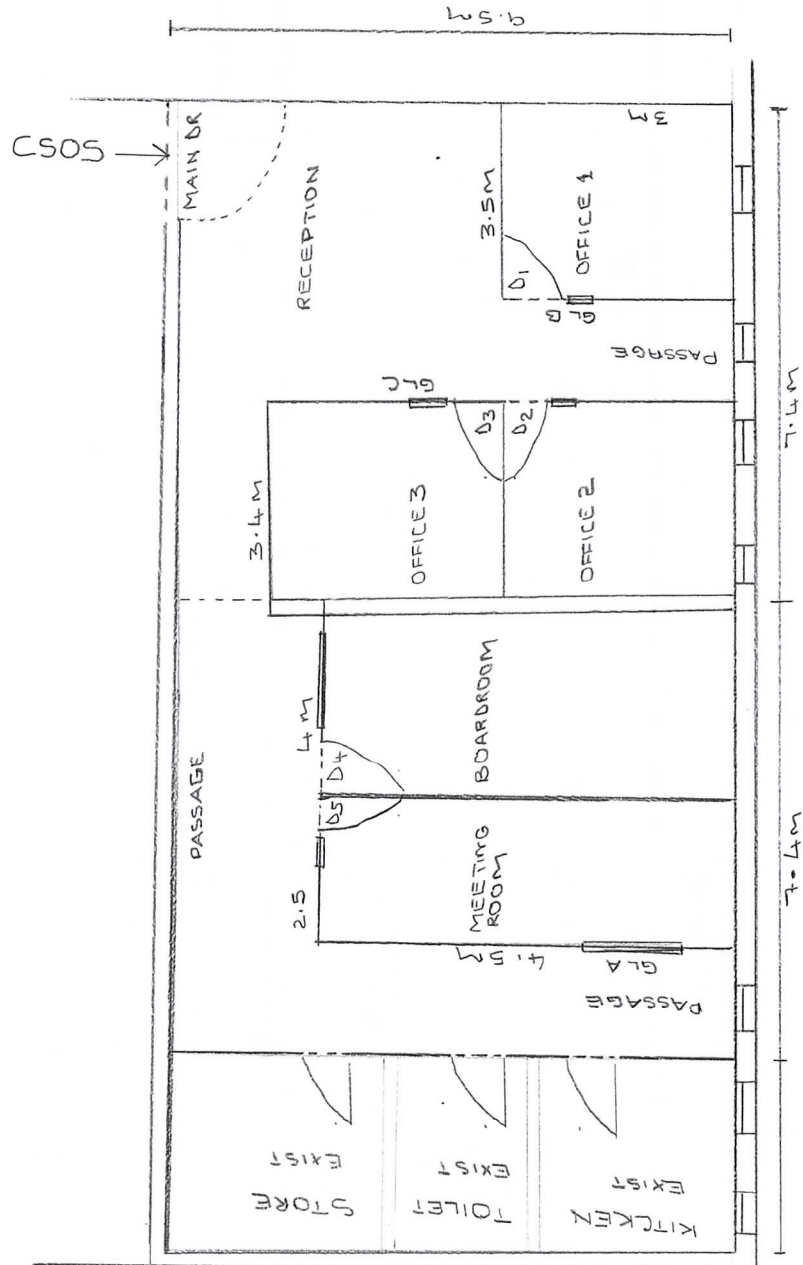 9.5M
CSOS
MAIN DR
RECEPTION
3M
3.5M
OFFICE 1
D1
GLB
PASSAGE
GLC
D3
D2
7.4M
3.4M
OFFICE 3
OFFICE 2
PASSAGE
4M
D4
BOARDROOM
D5
2.5
MEETING
ROOM
4.5M
GLA
PASSAGE
7.4M
STORE
EXIST
TOILET
EXIST
KITCKEN
EXIST